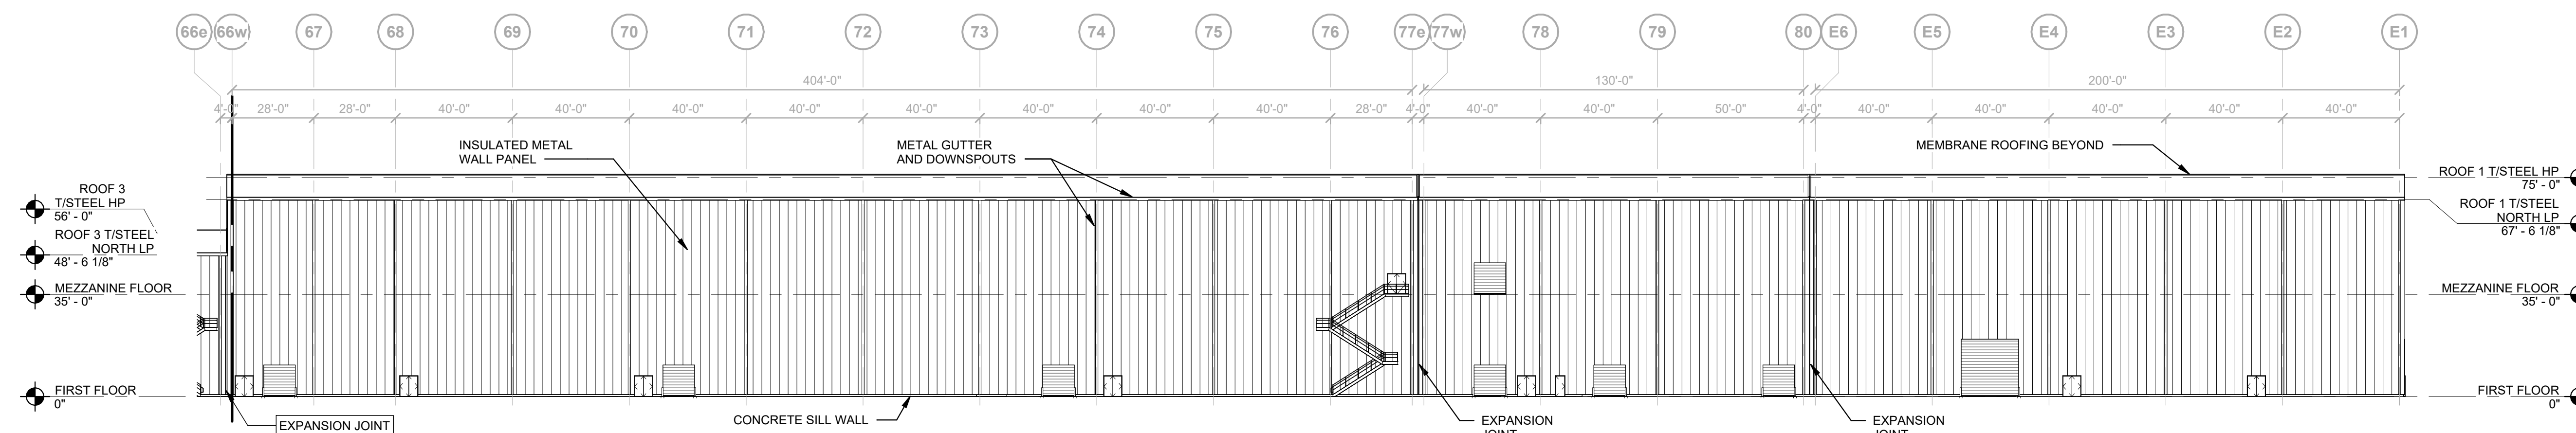 66e 66w 67 68 69 70 71 72 73 74 75 76 77e 77w 78 79 80 E6 E5 E4 E3 E2 E1
404'-0" 130'-0" 200'-0"
4'-0" 28'-0" 28'-0" 40'-0" 40'-0" 40'-0" 40'-0" 40'-0" 40'-0" 40'-0" 40'-0" 28'-0" 4'-0" 40'-0" 40'-0" 50'-0" 4'-0" 40'-0" 40'-0" 40'-0" 40'-0" 40'-0"
INSULATED METAL
WALL PANEL
METAL GUTTER
AND DOWNSPOUTS
MEMBRANE ROOFING BEYOND
ROOF 3
T/STEEL HP
56' - 0"
ROOF 3 T/STEEL
NORTH LP
48' - 6 1/8"
MEZZANINE FLOOR
35' - 0"
FIRST FLOOR
0"
ROOF 1 T/STEEL HP
75' - 0"
ROOF 1 T/STEEL
NORTH LP
67' - 6 1/8"
MEZZANINE FLOOR
35' - 0"
FIRST FLOOR
0"
EXPANSION JOINT
CONCRETE SILL WALL
EXPANSION
JOINT
EXPANSION
JOINT